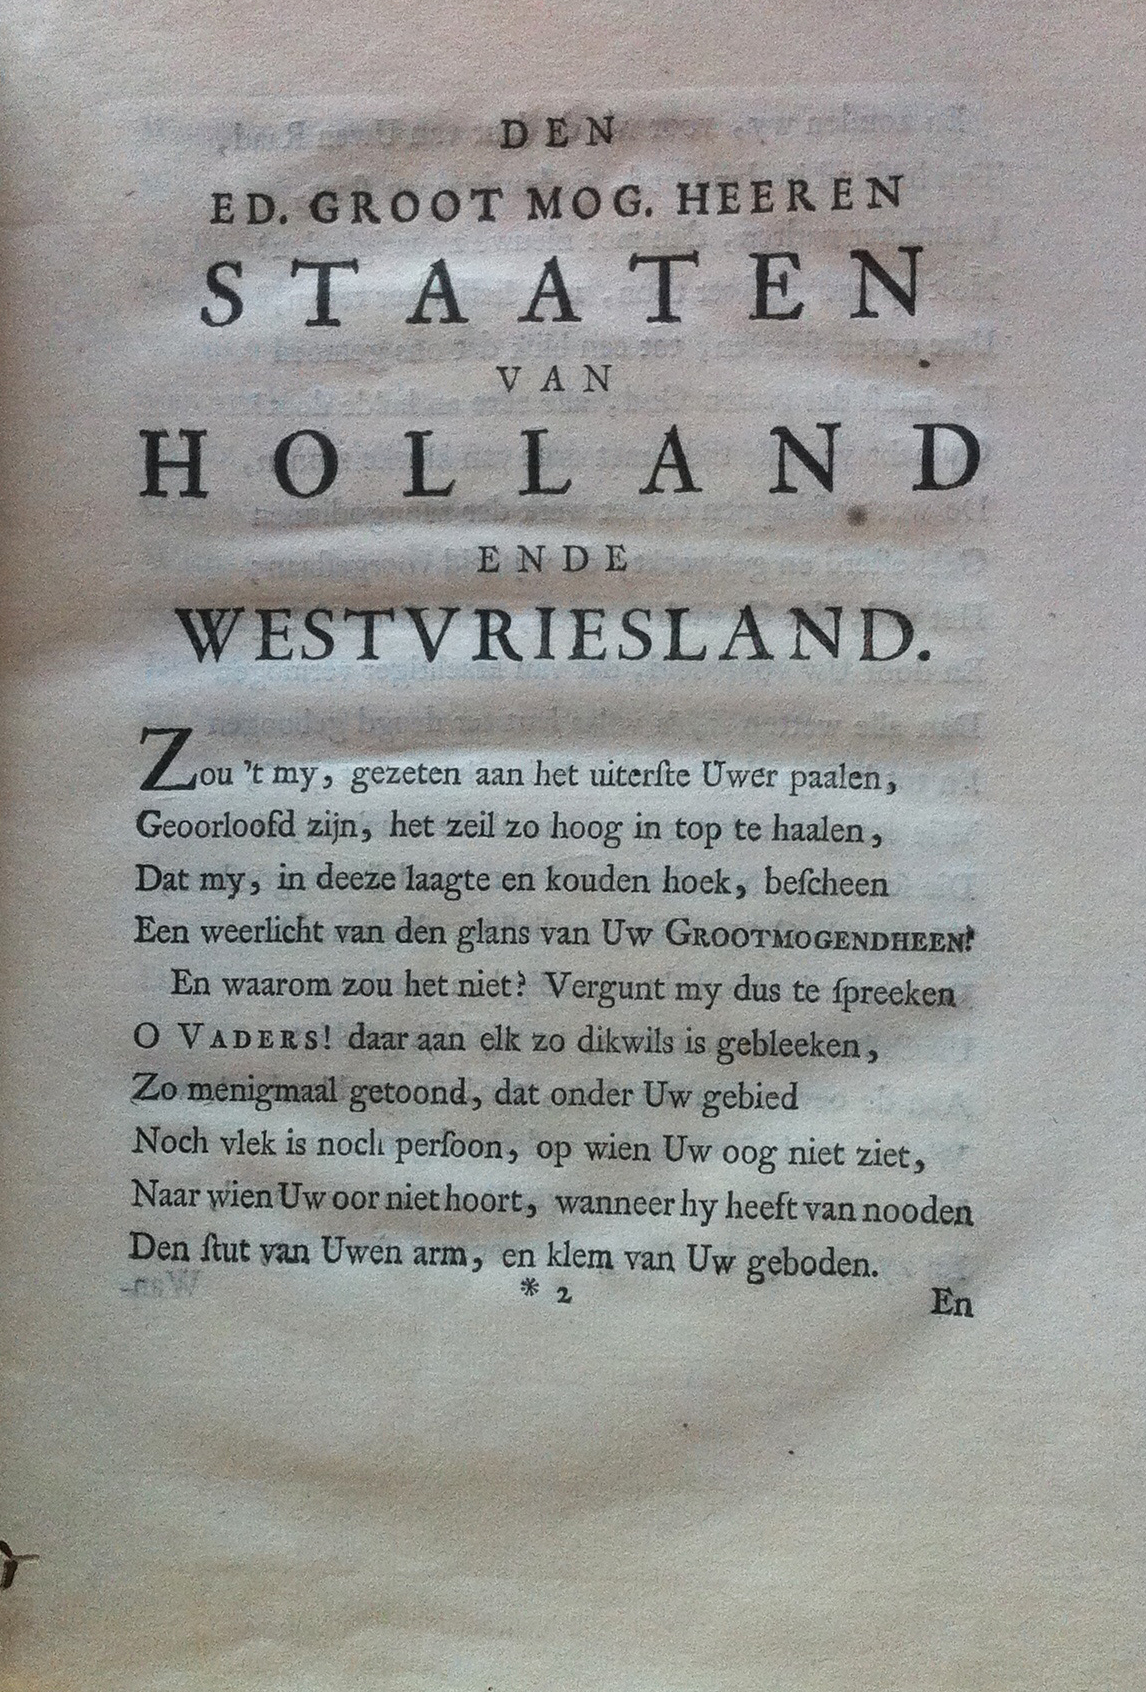 DEN
ED. GROOT MOG. HEEREN
STAATEN
VAN
HOLLAND
ENDE
WESTVRIESLAND.
Zou 't my, gezeten aan het uiterſte Uwer paalen,
Geoorloofd zijn, het zeil zo hoog in top te haalen,
Dat my, in deeze laagte en kouden hoek, beſcheen
Een weerlicht van den glans van Uw GROOTMOGENDHEEN?
En waarom zou het niet? Vergunt my dus te ſpreeken
O VADERS! daar aan elk zo dikwils is gebleeken,
Zo menigmaal getoond, dat onder Uw gebied
Noch vlek is noch perſoon, op wien Uw oog niet ziet,
Naar wien Uw oor niet hoort, wanneer hy heeft van nooden
Den ſtut van Uwen arm, en klem van Uw geboden.
* 2
En